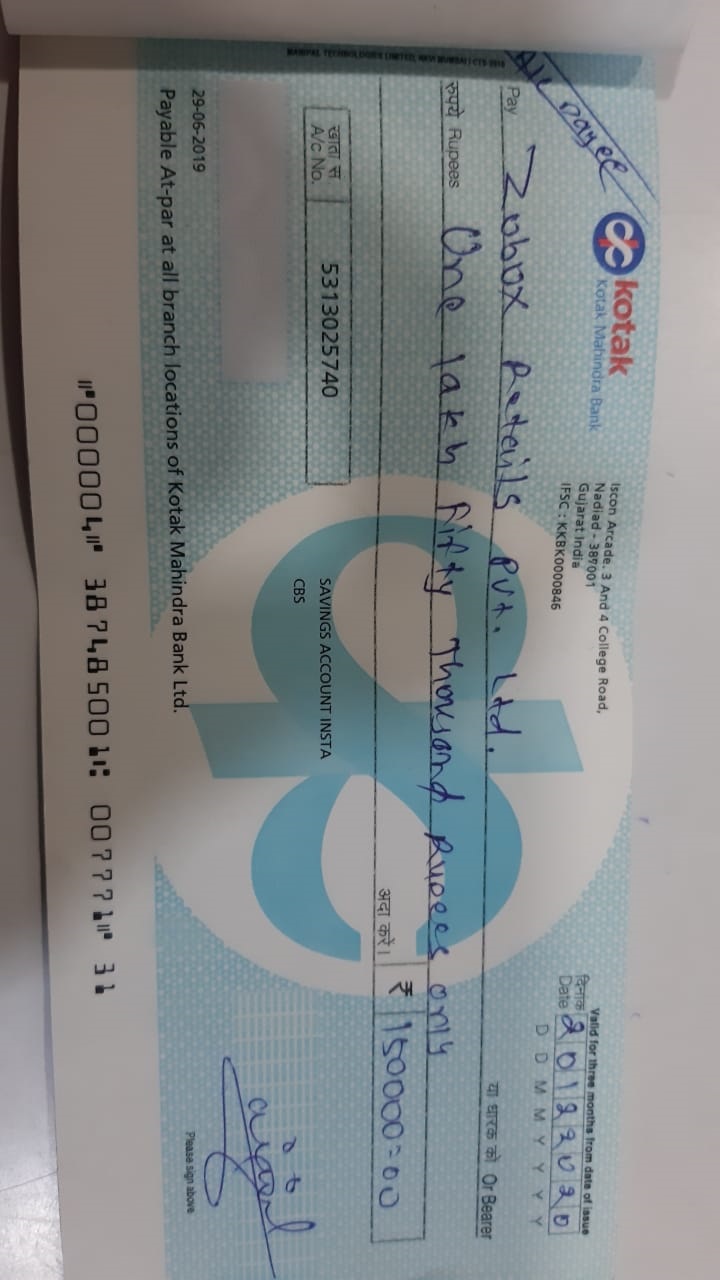 MANIPAL TECHNOLOGIES LIMITED, NAVI MUMBAI | CTS-2010
A/c payee
kotak
Kotak Mahindra Bank
Iscon Arcade. 3 And 4 College Road,
Nadiad - 387001
Gujarat India
IFSC : KKBK0000846
Valid for three months from date of issue
दिनांक Date 20122020
D D M M Y Y Y Y
Pay Zobox Retails Pvt. Ltd. या धारक को Or Bearer
रुपये Rupees One lakh Fifty Thousand Rupees only
अदा करें। ₹ 150000=00
खाता सं A/c No. 5313025740
SAVINGS ACCOUNT INSTA
CBS
29-06-2019
Payable At-par at all branch locations of Kotak Mahindra Bank Ltd.
Please sign above
⑈000004⑈ 387485001⑆ 007771⑈ 31